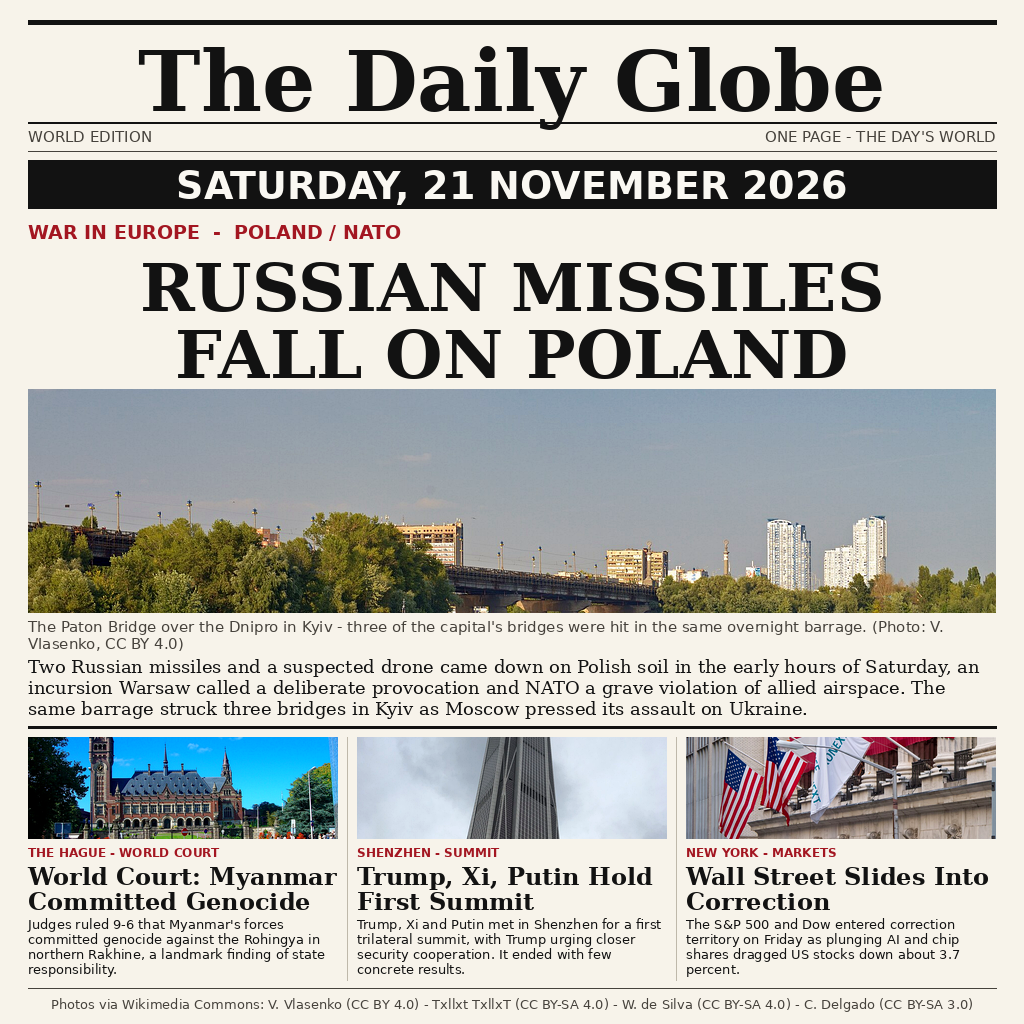 The Daily Globe
WORLD EDITION
ONE PAGE - THE DAY'S WORLD
SATURDAY, 21 NOVEMBER 2026
WAR IN EUROPE - POLAND / NATO
RUSSIAN MISSILES
FALL ON POLAND
The Paton Bridge over the Dnipro in Kyiv - three of the capital's bridges were hit in the same overnight barrage. (Photo: V.
Vlasenko, CC BY 4.0)
Two Russian missiles and a suspected drone came down on Polish soil in the early hours of Saturday, an
incursion Warsaw called a deliberate provocation and NATO a grave violation of allied airspace. The
same barrage struck three bridges in Kyiv as Moscow pressed its assault on Ukraine.
THE HAGUE - WORLD COURT
World Court: Myanmar
Committed Genocide
Judges ruled 9-6 that Myanmar's forces
committed genocide against the Rohingya in
northern Rakhine, a landmark finding of state
responsibility.
SHENZHEN - SUMMIT
Trump, Xi, Putin Hold
First Summit
Trump, Xi and Putin met in Shenzhen for a first
trilateral summit, with Trump urging closer
security cooperation. It ended with few
concrete results.
NEW YORK - MARKETS
Wall Street Slides Into
Correction
The S&P 500 and Dow entered correction
territory on Friday as plunging AI and chip
shares dragged US stocks down about 3.7
percent.
Photos via Wikimedia Commons: V. Vlasenko (CC BY 4.0) - Txllxt TxllxT (CC BY-SA 4.0) - W. de Silva (CC BY-SA 4.0) - C. Delgado (CC BY-SA 3.0)